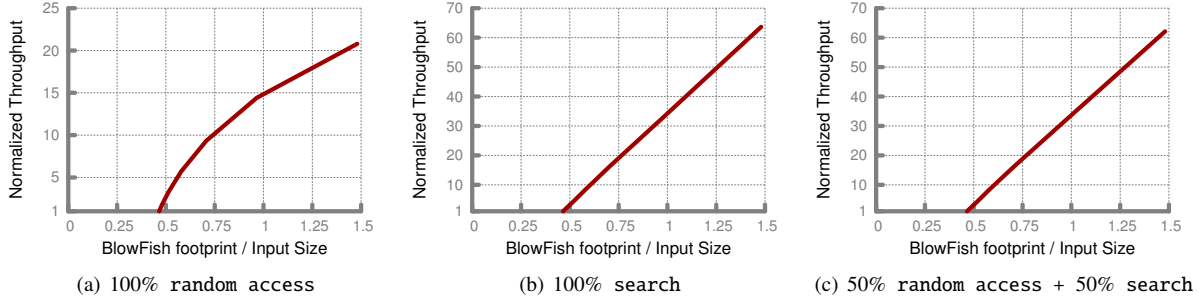 25
20
15
10
5
1
0 0.25 0.5 0.75 1 1.25 1.5
Normalized Throughput
BlowFish footprint / Input Size
(a) 100% random access
70
60
50
40
30
20
10
1
0 0.25 0.5 0.75 1 1.25 1.5
Normalized Throughput
BlowFish footprint / Input Size
(b) 100% search
70
60
50
40
30
20
10
1
0 0.25 0.5 0.75 1 1.25 1.5
Normalized Throughput
BlowFish footprint / Input Size
(c) 50% random access + 50% search